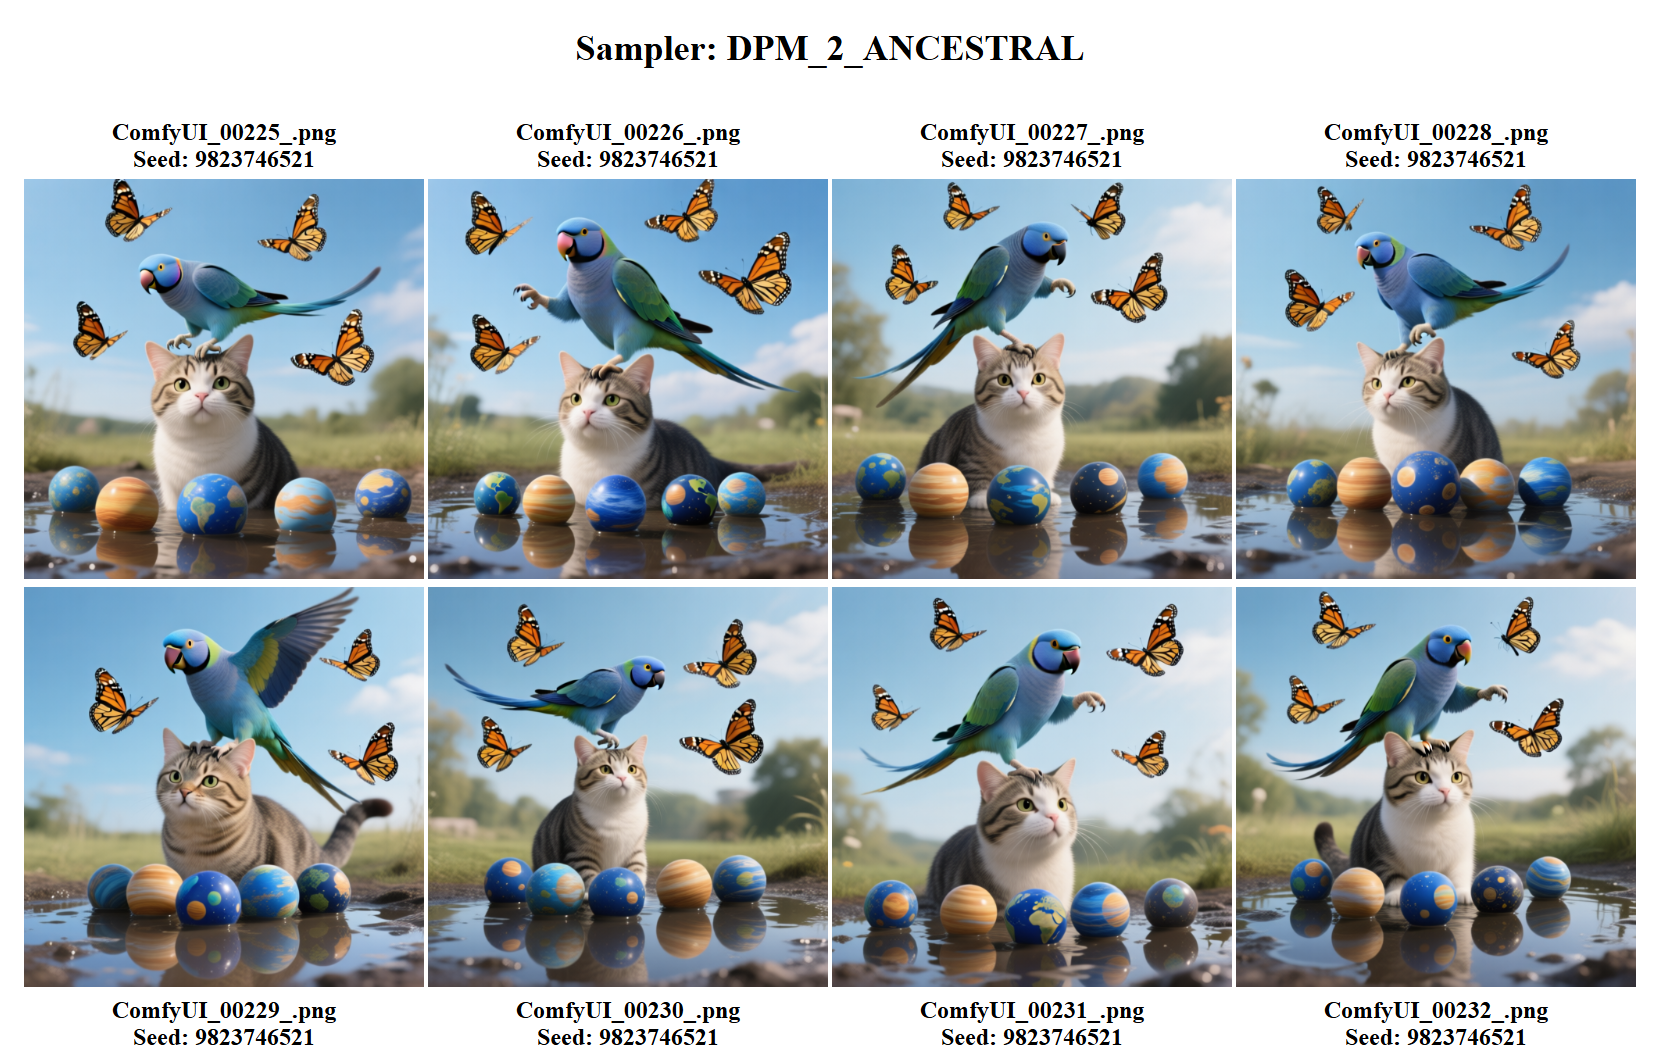 Sampler: DPM_2_ANCESTRAL
ComfyUI_00225_.png
Seed: 9823746521
ComfyUI_00226_.png
Seed: 9823746521
ComfyUI_00227_.png
Seed: 9823746521
ComfyUI_00228_.png
Seed: 9823746521
ComfyUI_00229_.png
Seed: 9823746521
ComfyUI_00230_.png
Seed: 9823746521
ComfyUI_00231_.png
Seed: 9823746521
ComfyUI_00232_.png
Seed: 9823746521